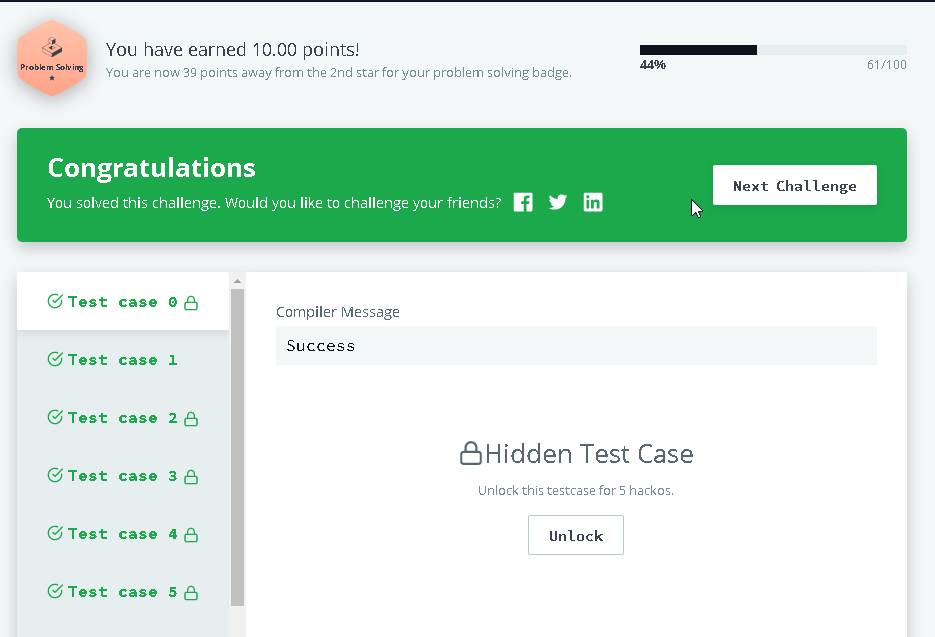 Problem Solving
You have earned 10.00 points!
You are now 39 points away from the 2nd star for your problem solving badge.
44%
61/100
Congratulations
You solved this challenge. Would you like to challenge your friends?
Next Challenge
Test case 0
Test case 1
Test case 2
Test case 3
Test case 4
Test case 5
Compiler Message
Success
Hidden Test Case
Unlock this testcase for 5 hackos.
Unlock